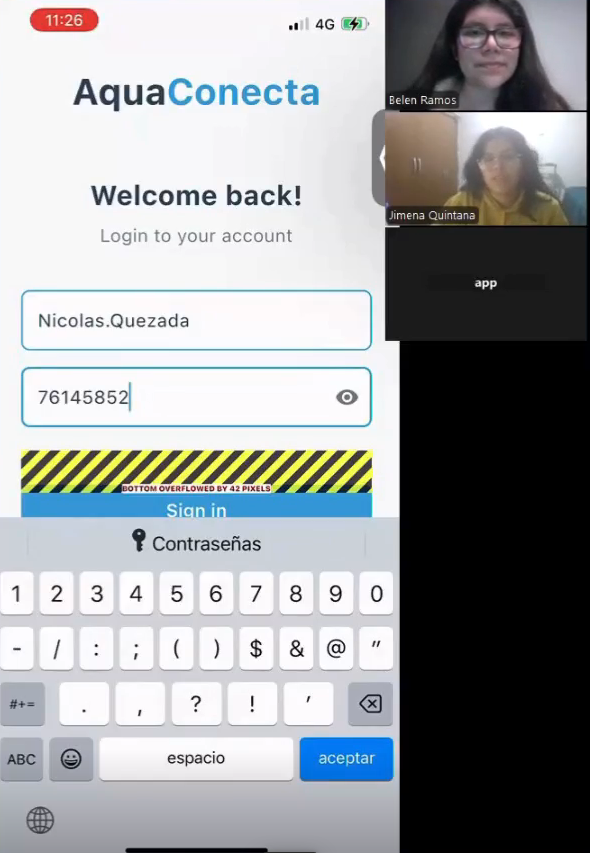 11:26
4G
AquaConecta
Welcome back!
Login to your account
Nicolas.Quezada
76145852
BOTTOM OVERFLOWED BY 42 PIXELS
Sign in
Contraseñas
1 2 3 4 5 6 7 8 9 0
- / : ; ( ) $ & @ "
#+= . , ? ! '
ABC espacio aceptar
Belen Ramos
Jimena Quintana
app